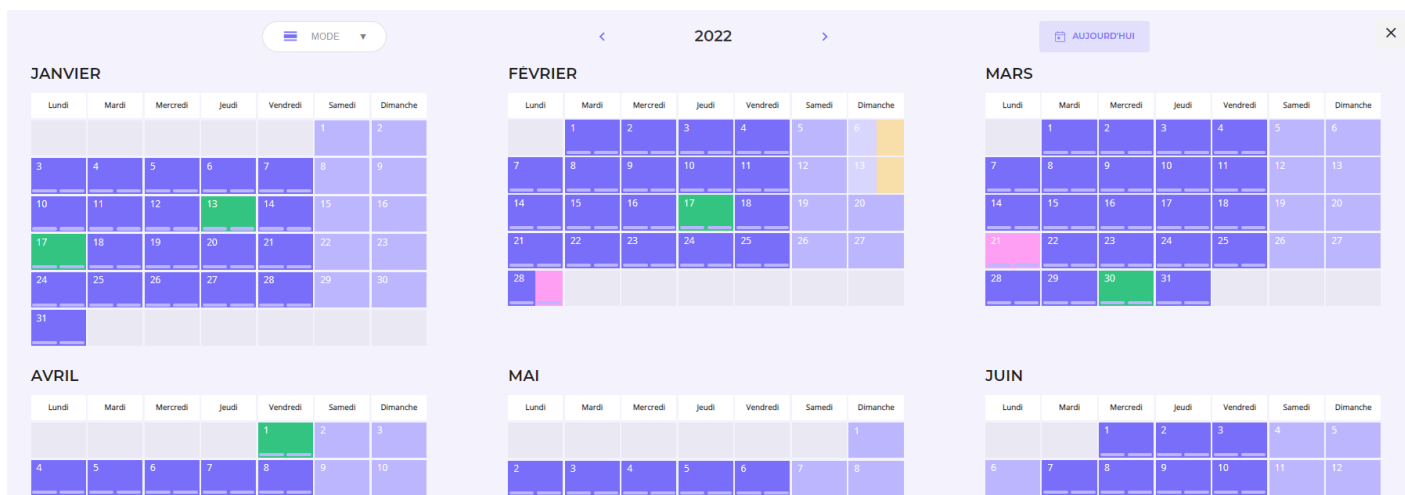 MODE ▼ < 2022 > AUJOURD'HUI ×
JANVIER
Lundi Mardi Mercredi Jeudi Vendredi Samedi Dimanche
1 2
3 4 5 6 7 8 9
10 11 12 13 14 15 16
17 18 19 20 21 22 23
24 25 26 27 28 29 30
31
FÉVRIER
Lundi Mardi Mercredi Jeudi Vendredi Samedi Dimanche
1 2 3 4 5 6
7 8 9 10 11 12 13
14 15 16 17 18 19 20
21 22 23 24 25 26 27
28
MARS
Lundi Mardi Mercredi Jeudi Vendredi Samedi Dimanche
1 2 3 4 5 6
7 8 9 10 11 12 13
14 15 16 17 18 19 20
21 22 23 24 25 26 27
28 29 30 31
AVRIL
Lundi Mardi Mercredi Jeudi Vendredi Samedi Dimanche
1 2 3
4 5 6 7 8 9 10
MAI
Lundi Mardi Mercredi Jeudi Vendredi Samedi Dimanche
1
2 3 4 5 6 7 8
JUIN
Lundi Mardi Mercredi Jeudi Vendredi Samedi Dimanche
1 2 3 4 5
6 7 8 9 10 11 12